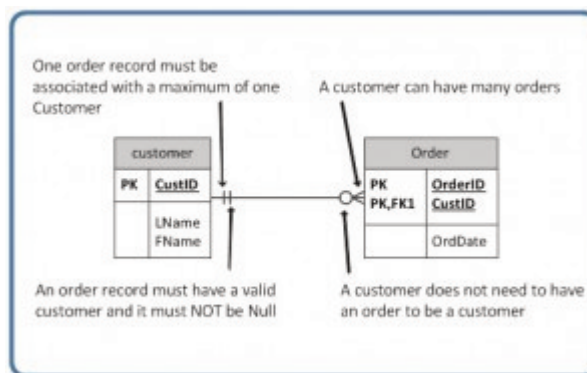 One order record must be
associated with a maximum of one
Customer
A customer can have many orders
customer
PK CustID
LName
FName
Order
PK OrderID
PK,FK1 CustID
OrdDate
An order record must have a valid
customer and it must NOT be Null
A customer does not need to have
an order to be a customer